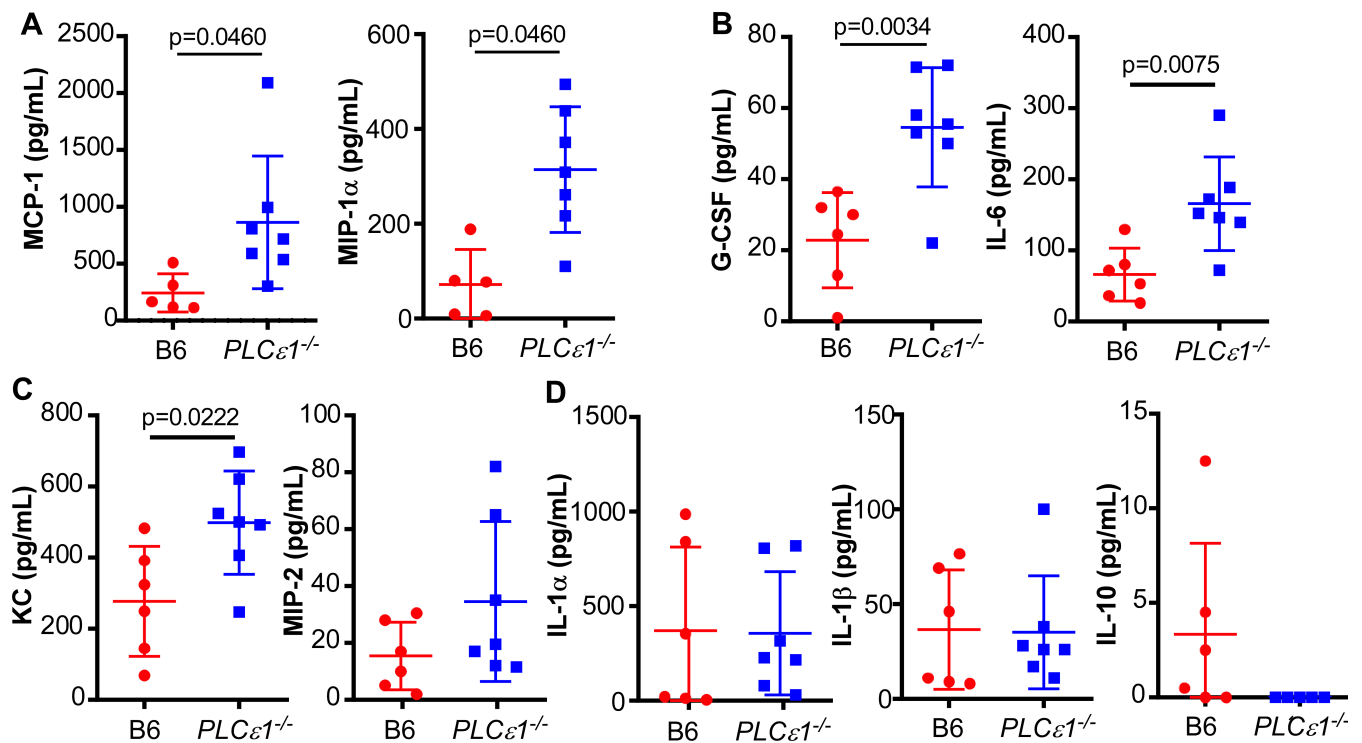 A
MCP-1 (pg/mL)
2500
2000
1500
1000
500
0
p=0.0460
B6
PLCε1-/-
MIP-1α (pg/mL)
600
400
200
0
p=0.0460
B6
PLCε1-/-
B
G-CSF (pg/mL)
80
60
40
20
0
p=0.0034
B6
PLCε1-/-
IL-6 (pg/mL)
400
300
200
100
0
p=0.0075
B6
PLCε1-/-
C
KC (pg/mL)
800
600
400
200
0
p=0.0222
B6
PLCε1-/-
MIP-2 (pg/mL)
100
80
60
40
20
0
B6
PLCε1-/-
D
IL-1α (pg/mL)
1500
1000
500
0
B6
PLCε1-/-
IL-1β (pg/mL)
150
100
50
0
B6
PLCε1-/-
IL-10 (pg/mL)
15
10
5
0
B6
PLCε1-/-